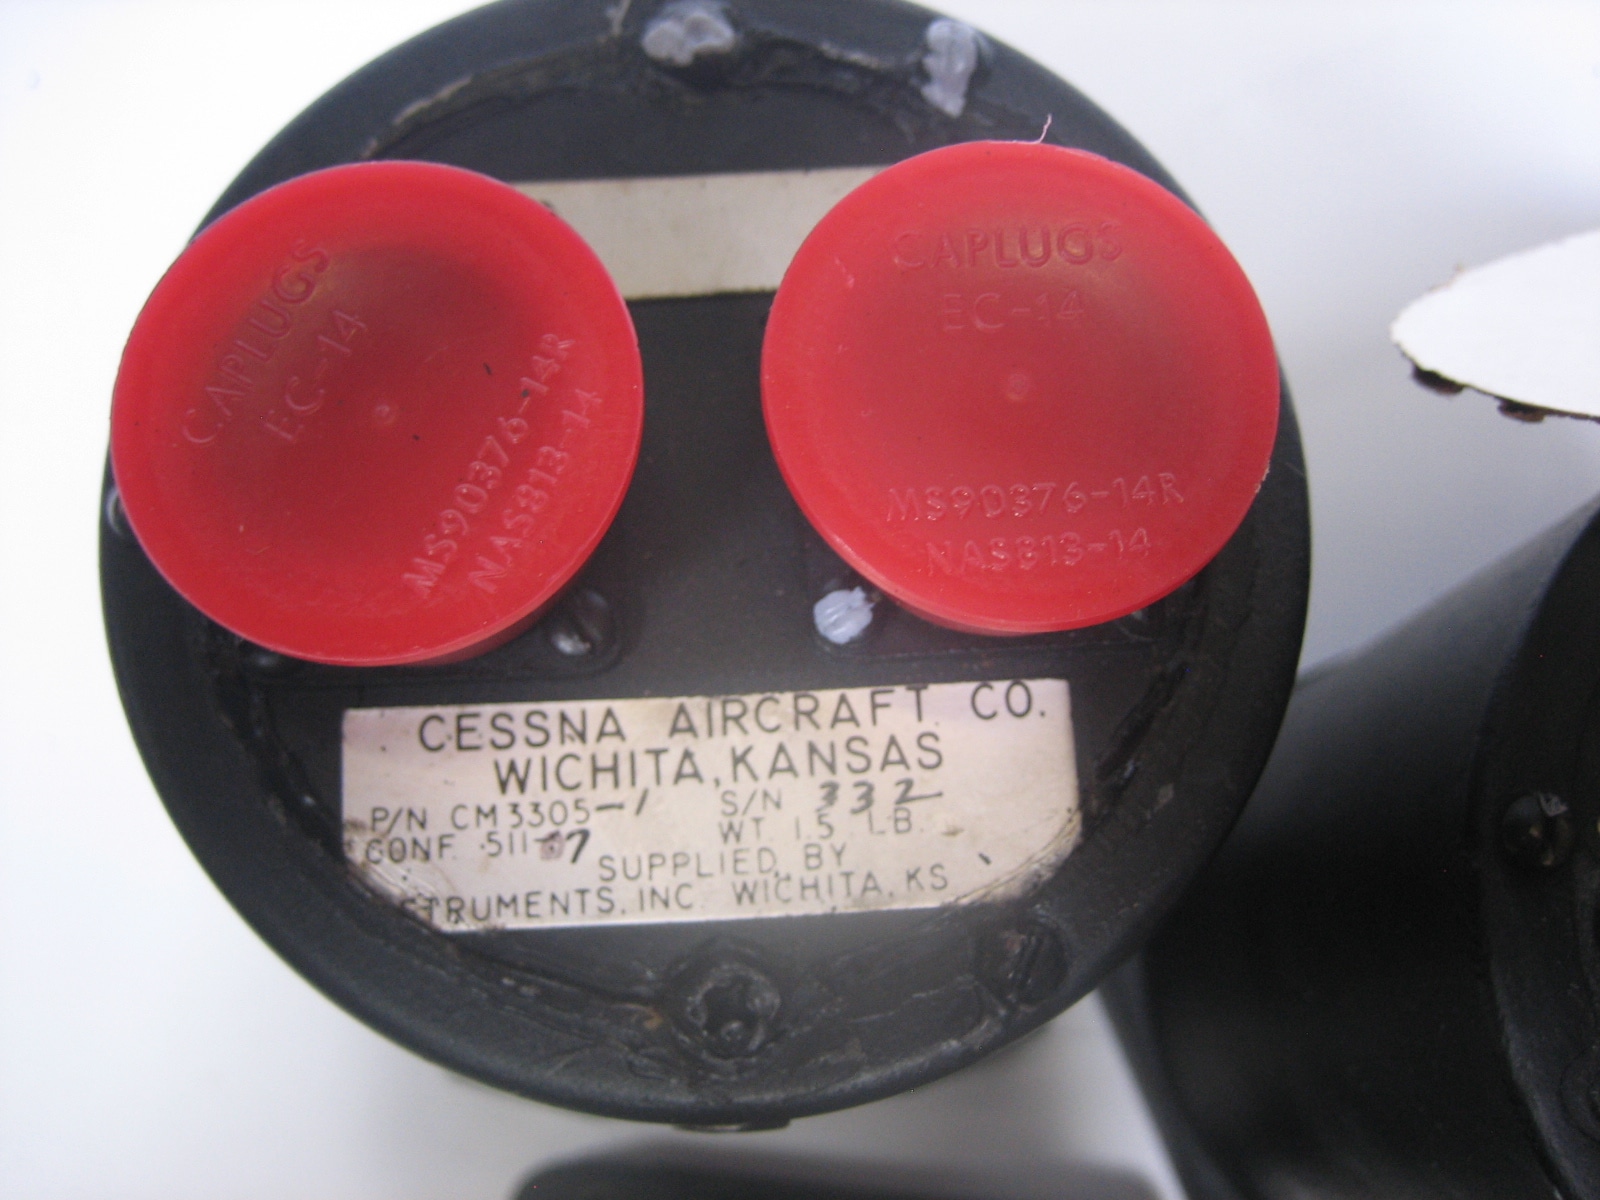 CAPLUGS
EC-14
MS90376-14R
NAS813-14
CAPLUGS
EC-14
MS90376-14R
NAS813-14
CESSNA AIRCRAFT CO.
WICHITA, KANSAS
P/N CM3305-1 S/N 332
CONF. 511-7 WT. 1.5 LB.
SUPPLIED BY
STRUMENTS, INC. WICHITA, KS